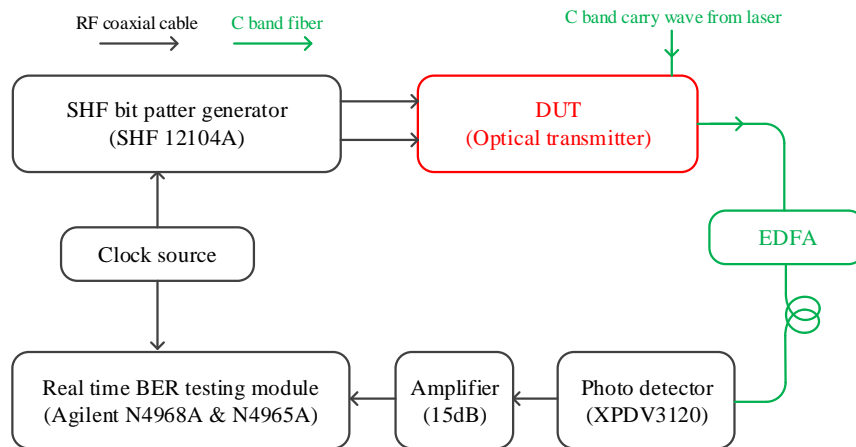 RF coaxial cable
C band fiber
C band carry wave from laser
SHF bit patter generator
(SHF 12104A)
DUT
(Optical transmitter)
Clock source
EDFA
Real time BER testing module
(Agilent N4968A & N4965A)
Amplifier
(15dB)
Photo detector
(XPDV3120)